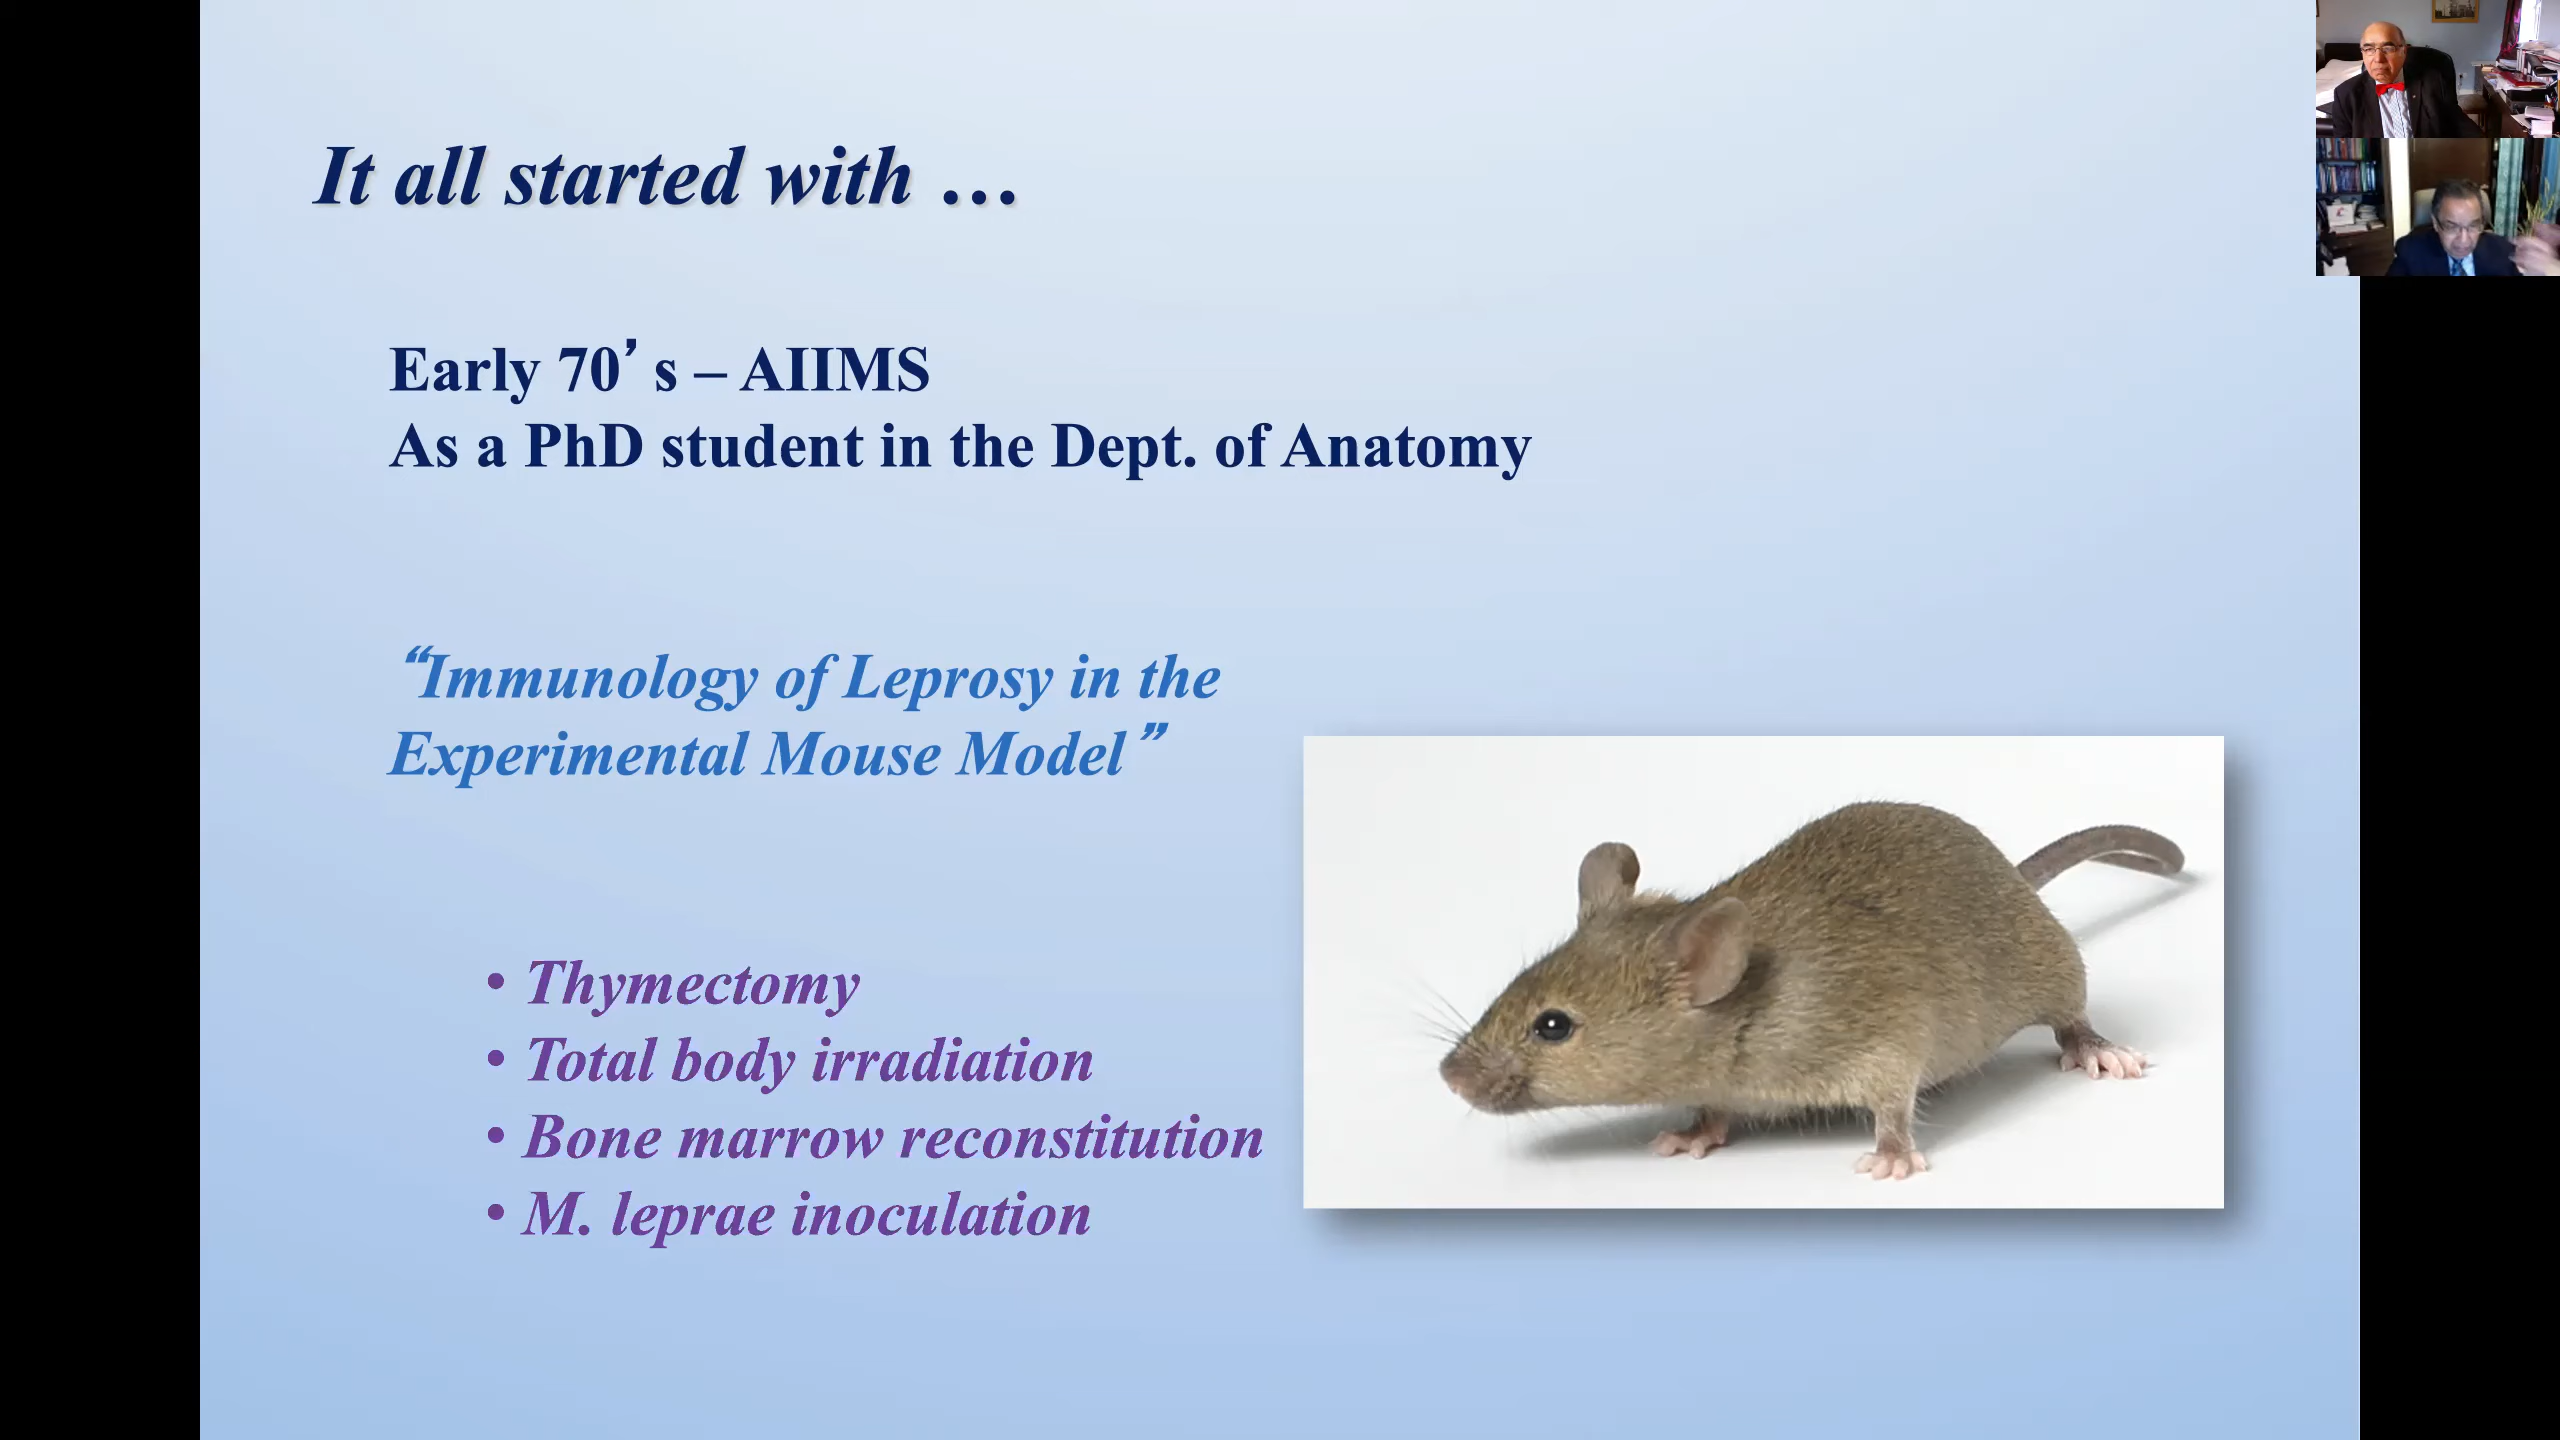 It all started with …
Early 70’s – AIIMS
As a PhD student in the Dept. of Anatomy
“Immunology of Leprosy in the
Experimental Mouse Model”
• Thymectomy
• Total body irradiation
• Bone marrow reconstitution
• M. leprae inoculation